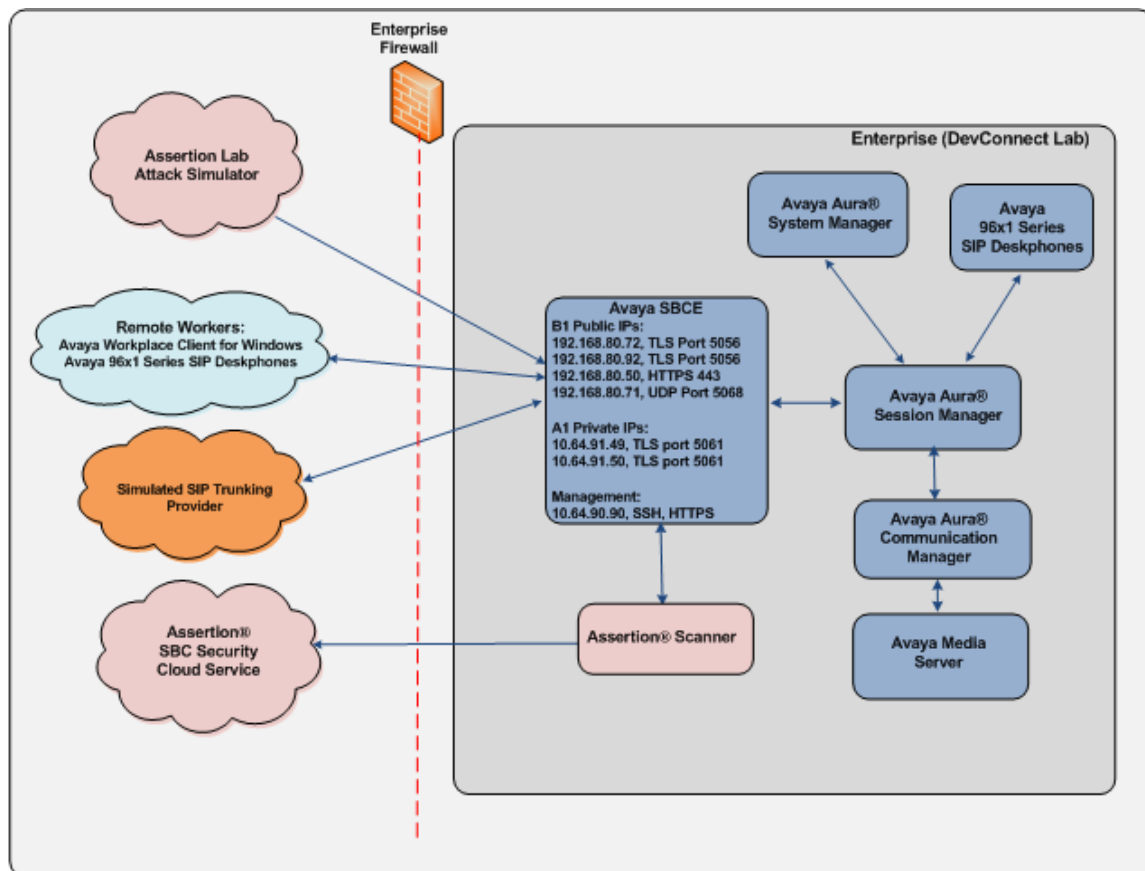 Enterprise
Firewall
Assertion Lab
Attack Simulator
Remote Workers:
Avaya Workplace Client for Windows
Avaya 96x1 Series SIP Deskphones
Simulated SIP Trunking
Provider
Assertion®
SBC Security
Cloud Service
Enterprise (DevConnect Lab)
Avaya Aura®
System Manager
Avaya
96x1 Series
SIP Deskphones
Avaya SBCE
B1 Public IPs:
192.168.80.72, TLS Port 5056
192.168.80.92, TLS Port 5056
192.168.80.50, HTTPS 443
192.168.80.71, UDP Port 5068
A1 Private IPs:
10.64.91.49, TLS port 5061
10.64.91.50, TLS port 5061
Management:
10.64.90.90, SSH, HTTPS
Avaya Aura®
Session Manager
Avaya Aura®
Communication
Manager
Assertion® Scanner
Avaya Media
Server